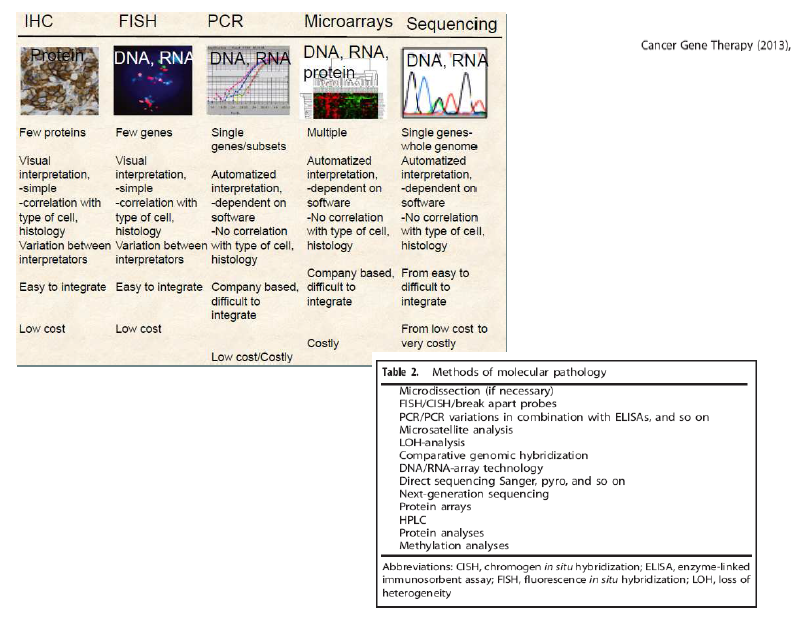 IHC FISH PCR Microarrays Sequencing
Cancer Gene Therapy (2013),
Protein
DNA, RNA
DNA, RNA
DNA, RNA,
protein
DNA, RNA
Few proteins
Visual
interpretation,
-simple
-correlation with
type of cell,
histology
Variation between
interpretators
Easy to integrate
Low cost
Few genes
Visual
interpretation,
-simple
-correlation with
type of cell,
histology
Variation between
interpretators
Easy to integrate
Low cost
Single
genes/subsets
Automatized
interpretation,
-dependent on
software
-No correlation
with type of cell,
histology
Company based,
difficult to
integrate
Low cost/Costly
Multiple
Automatized
interpretation,
-dependent on
software
-No correlation
with type of cell,
histology
Company based,
difficult to
integrate
Costly
Single genes-
whole genome
Automatized
interpretation,
-dependent on
software
-No correlation
with type of cell,
histology
From easy to
difficult to
integrate
From low cost to
very costly
Table 2. Methods of molecular pathology
Microdissection (if necessary)
FISH/CISH/break apart probes
PCR/PCR variations in combination with ELISAs, and so on
Microsatellite analysis
LOH-analysis
Comparative genomic hybridization
DNA/RNA-array technology
Direct sequencing Sanger, pyro, and so on
Next-generation sequencing
Protein arrays
HPLC
Protein analyses
Methylation analyses
Abbreviations: CISH, chromogen in situ hybridization; ELISA, enzyme-linked
immunosorbent assay; FISH, fluorescence in situ hybridization; LOH, loss of
heterogeneity